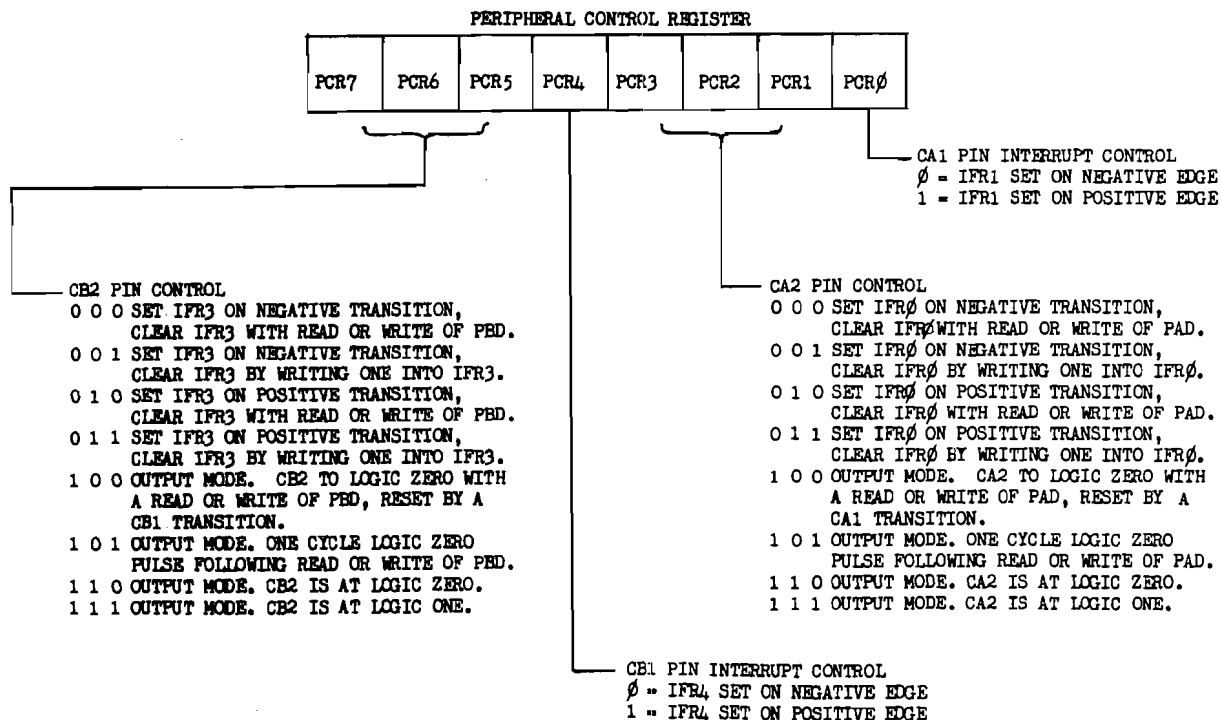 PERIPHERAL CONTROL REGISTER
PCR7 PCR6 PCR5 PCR4 PCR3 PCR2 PCR1 PCRØ
CA1 PIN INTERRUPT CONTROL
Ø = IFR1 SET ON NEGATIVE EDGE
1 = IFR1 SET ON POSITIVE EDGE
CB2 PIN CONTROL
0 0 0 SET IFR3 ON NEGATIVE TRANSITION,
CLEAR IFR3 WITH READ OR WRITE OF PBD.
0 0 1 SET IFR3 ON NEGATIVE TRANSITION,
CLEAR IFR3 BY WRITING ONE INTO IFR3.
0 1 0 SET IFR3 ON POSITIVE TRANSITION,
CLEAR IFR3 WITH READ OR WRITE OF PBD.
0 1 1 SET IFR3 ON POSITIVE TRANSITION,
CLEAR IFR3 BY WRITING ONE INTO IFR3.
1 0 0 OUTPUT MODE. CB2 TO LOGIC ZERO WITH
A READ OR WRITE OF PBD, RESET BY A
CB1 TRANSITION.
1 0 1 OUTPUT MODE. ONE CYCLE LOGIC ZERO
PULSE FOLLOWING READ OR WRITE OF PBD.
1 1 0 OUTPUT MODE. CB2 IS AT LOGIC ZERO.
1 1 1 OUTPUT MODE. CB2 IS AT LOGIC ONE.
CA2 PIN CONTROL
0 0 0 SET IFRØ ON NEGATIVE TRANSITION,
CLEAR IFRØ WITH READ OR WRITE OF PAD.
0 0 1 SET IFRØ ON NEGATIVE TRANSITION,
CLEAR IFRØ BY WRITING ONE INTO IFRØ.
0 1 0 SET IFRØ ON POSITIVE TRANSITION,
CLEAR IFRØ WITH READ OR WRITE OF PAD.
0 1 1 SET IFRØ ON POSITIVE TRANSITION,
CLEAR IFRØ BY WRITING ONE INTO IFRØ.
1 0 0 OUTPUT MODE. CA2 TO LOGIC ZERO WITH
A READ OR WRITE OF PAD, RESET BY A
CA1 TRANSITION.
1 0 1 OUTPUT MODE. ONE CYCLE LOGIC ZERO
PULSE FOLLOWING READ OR WRITE OF PAD.
1 1 0 OUTPUT MODE. CA2 IS AT LOGIC ZERO.
1 1 1 OUTPUT MODE. CA2 IS AT LOGIC ONE.
CB1 PIN INTERRUPT CONTROL
Ø = IFR4 SET ON NEGATIVE EDGE
1 = IFR4 SET ON POSITIVE EDGE